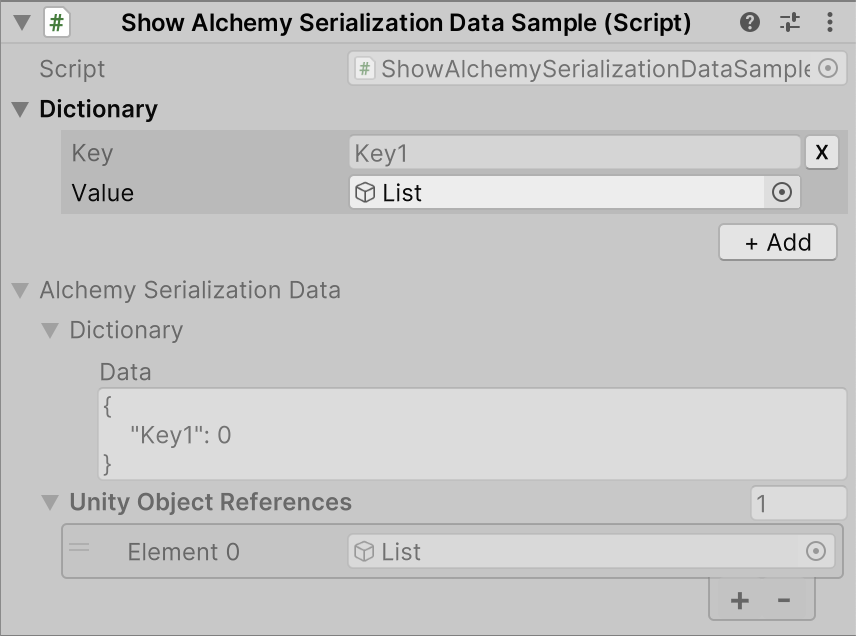 # Show Alchemy Serialization Data Sample (Script) ?
Script # ShowAlchemySerializationDataSample
Dictionary
Key Key1 X
Value List
+ Add
Alchemy Serialization Data
Dictionary
Data
{
"Key1": 0
}
Unity Object References 1
Element 0 List
+ -